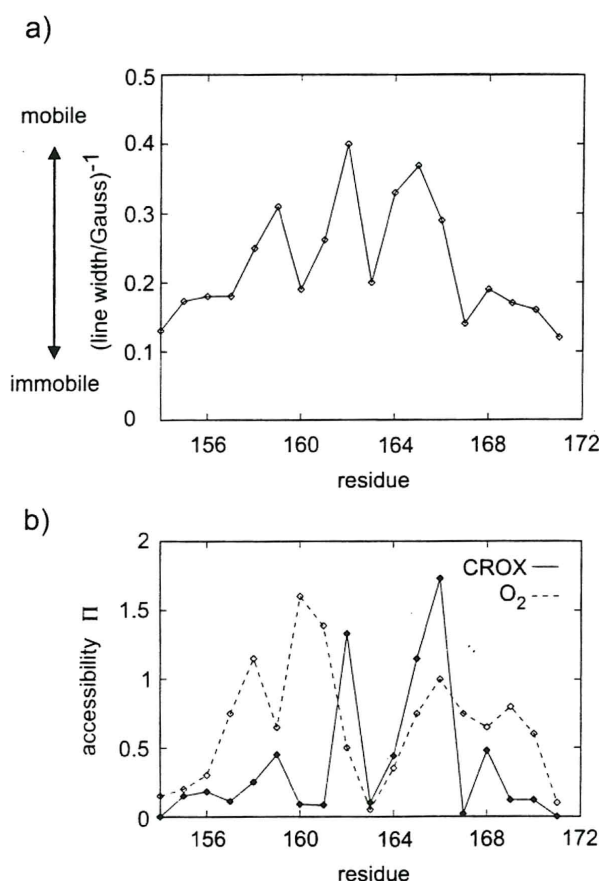 a)
mobile
immobile
(line width/Gauss)⁻¹
0.5
0.4
0.3
0.2
0.1
0
156 160 164 168 172
residue
b)
accessibility Π
2
1.5
1
0.5
0
CROX
O₂
156 160 164 168 172
residue